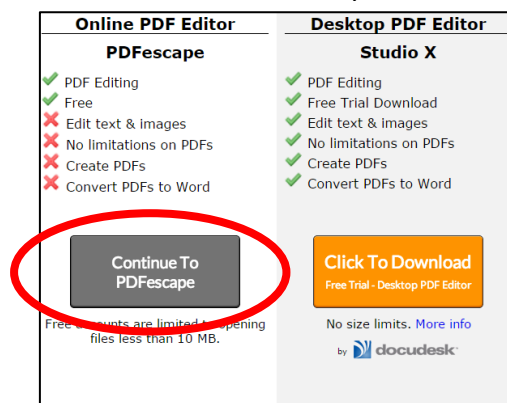 Online PDF Editor
PDFescape
PDF Editing
Free
Edit text & images
No limitations on PDFs
Create PDFs
Convert PDFs to Word
Continue To
PDFescape
Free accounts are limited to opening
files less than 10 MB.
Desktop PDF Editor
Studio X
PDF Editing
Free Trial Download
Edit text & images
No limitations on PDFs
Create PDFs
Convert PDFs to Word
Click To Download
Free Trial - Desktop PDF Editor
No size limits. More info
by docudesk